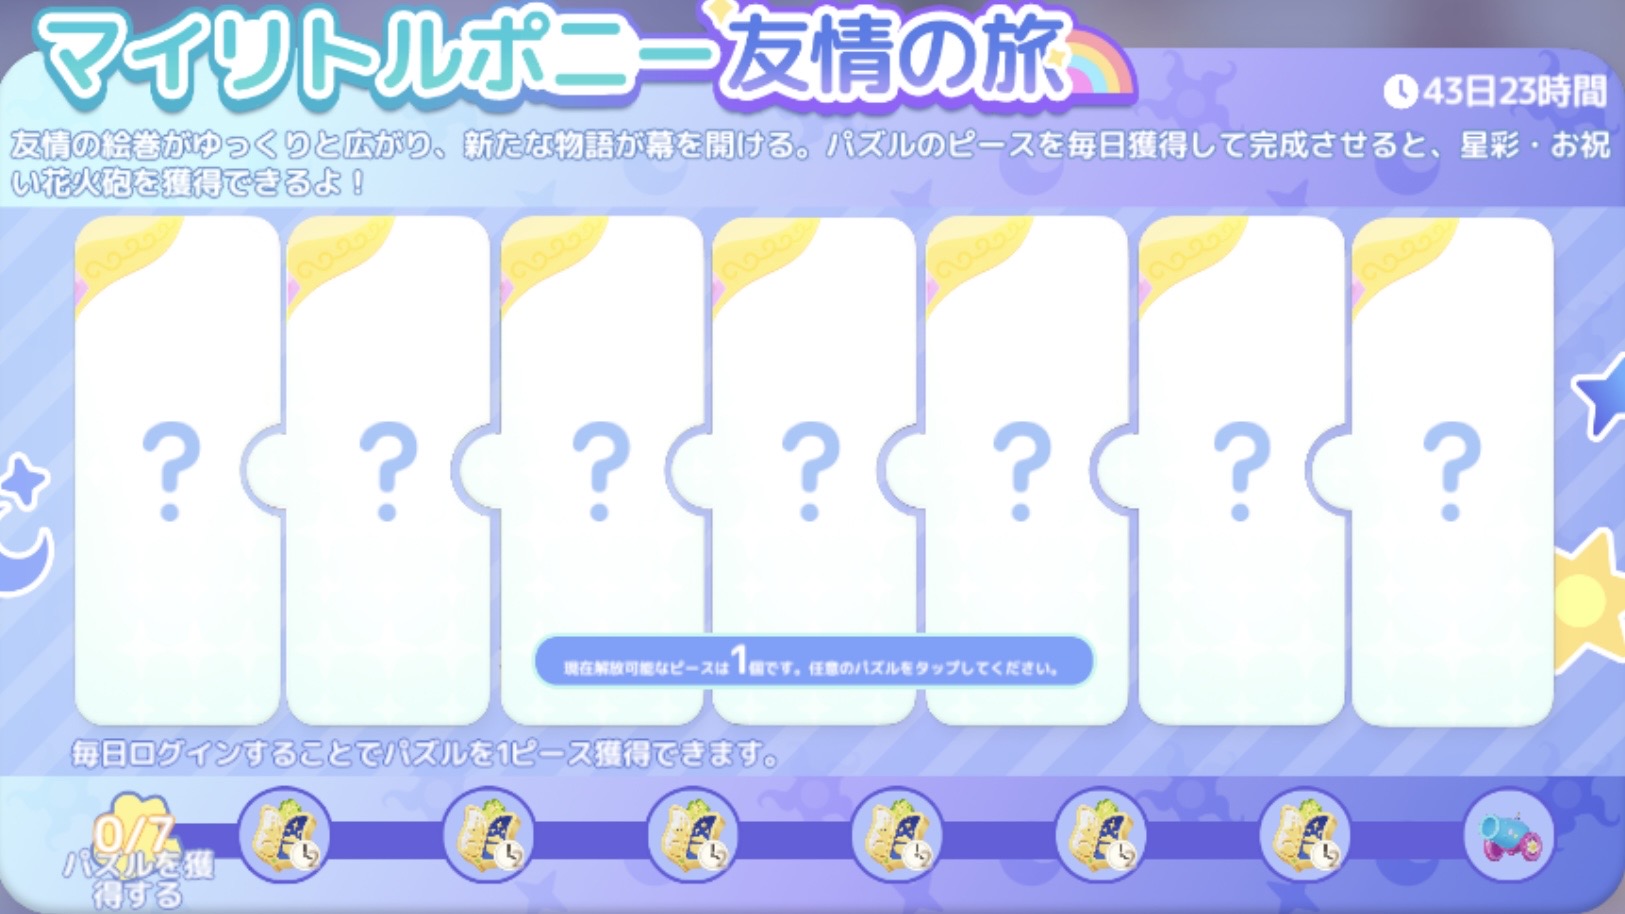 マイリトルポニー友情の旅
43日23時間
友情の絵巻がゆっくりと広がり、新たな物語が幕を開ける。パズルのピースを毎日獲得して完成させると、星彩・お祝
い花火砲を獲得できるよ！
?
?
?
?
?
?
?
現在解放可能なピースは1個です。任意のパズルをタップしてください。
毎日ログインすることでパズルを1ピース獲得できます。
0/7
パズルを獲
得する